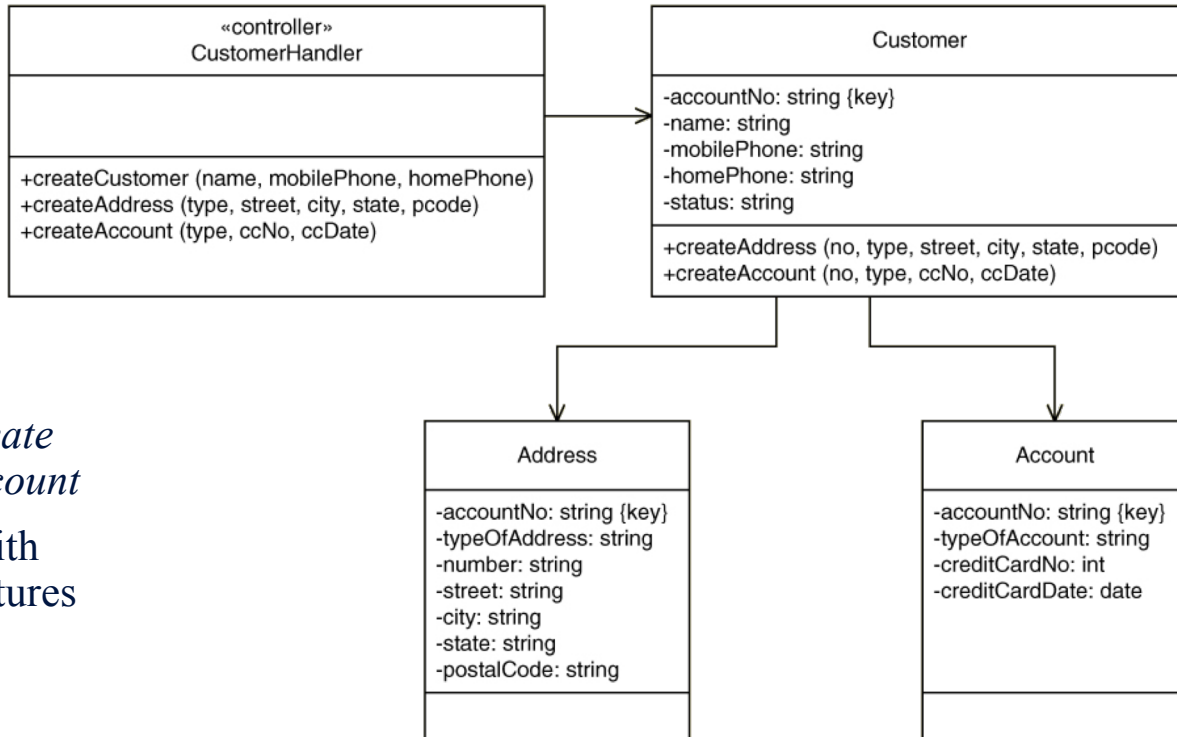 «controller»
CustomerHandler
+createCustomer (name, mobilePhone, homePhone)
+createAddress (type, street, city, state, pcode)
+createAccount (type, ccNo, ccDate)
Customer
-accountNo: string {key}
-name: string
-mobilePhone: string
-homePhone: string
-status: string
+createAddress (no, type, street, city, state, pcode)
+createAccount (no, type, ccNo, ccDate)
Address
-accountNo: string {key}
-typeOfAddress: string
-number: string
-street: string
-city: string
-state: string
-postalCode: string
Account
-accountNo: string {key}
-typeOfAccount: string
-creditCardNo: int
-creditCardDate: date